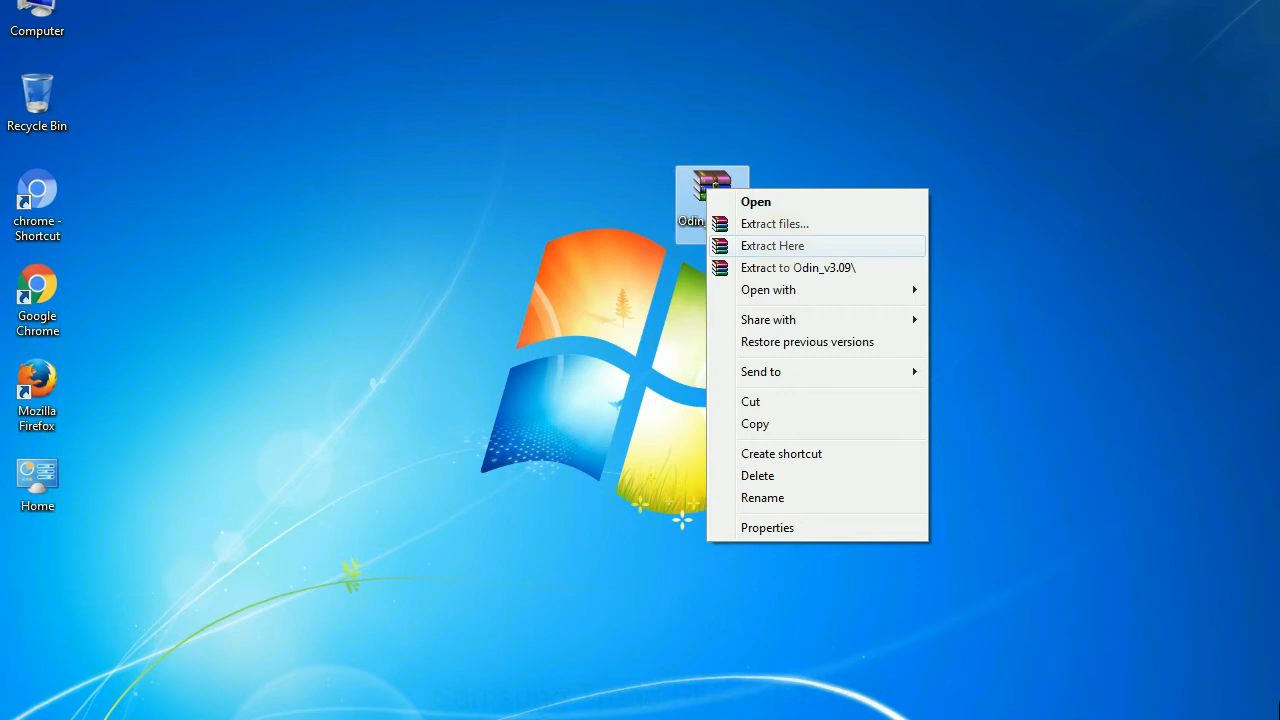 Computer
Recycle Bin
chrome -
Shortcut
Google
Chrome
Mozilla
Firefox
Home
Odin_
Open
Extract files...
Extract Here
Extract to Odin_v3.09\
Open with
Share with
Restore previous versions
Send to
Cut
Copy
Create shortcut
Delete
Rename
Properties